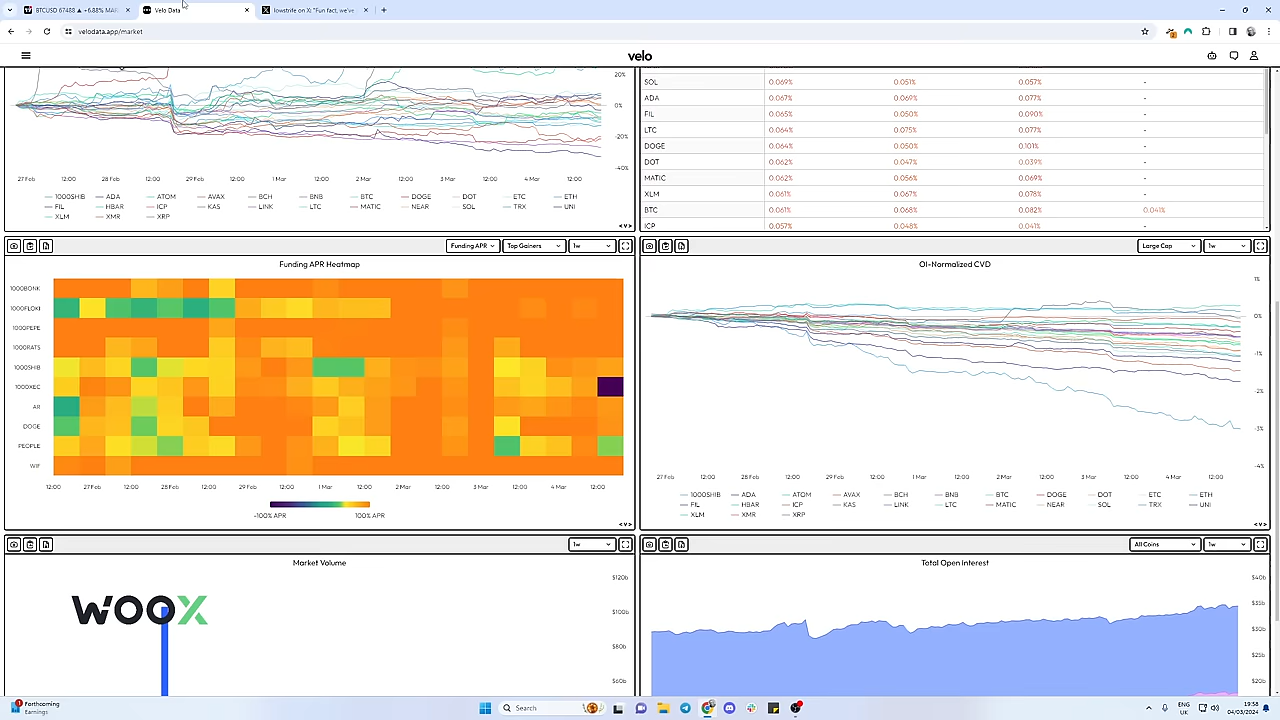 BTCUSD 67488 ▲ +6.88% MAI
Velo Data
lowstrife on X: "Fun fact, we've
velodata.app/market
velo
20%
0%
-20%
-40%
27 Feb 12:00 28 Feb 12:00 29 Feb 12:00 1 Mar 12:00 2 Mar 12:00 3 Mar 12:00 4 Mar 12:00
1000SHIB ADA ATOM AVAX BCH BNB BTC DOGE DOT ETC ETH
FIL HBAR ICP KAS LINK LTC MATIC NEAR SOL TRX UNI
XLM XMR XRP
SOL 0.069% 0.051% 0.057% -
ADA 0.067% 0.069% 0.077% -
FIL 0.065% 0.050% 0.090% -
LTC 0.064% 0.075% 0.077% -
DOGE 0.064% 0.050% 0.101% -
DOT 0.062% 0.047% 0.039% -
MATIC 0.062% 0.056% 0.069% -
XLM 0.061% 0.067% 0.078% -
BTC 0.061% 0.068% 0.082% 0.041%
ICP 0.057% 0.048% 0.041% -
Funding APR Top Gainers 1w
Funding APR Heatmap
1000BONK
1000FLOKI
1000PEPE
1000RATS
1000SHIB
1000XEC
AR
DOGE
PEOPLE
WIF
12:00 27 Feb 12:00 28 Feb 12:00 29 Feb 12:00 1 Mar 12:00 2 Mar 12:00 3 Mar 12:00 4 Mar 12:00
-100% APR 100% APR
Large Cap 1w
OI-Normalized CVD
1%
0%
-1%
-2%
-3%
-4%
27 Feb 12:00 28 Feb 12:00 29 Feb 12:00 1 Mar 12:00 2 Mar 12:00 3 Mar 12:00 4 Mar 12:00
1000SHIB ADA ATOM AVAX BCH BNB BTC DOGE DOT ETC ETH
FIL HBAR ICP KAS LINK LTC MATIC NEAR SOL TRX UNI
XLM XMR XRP
1w
Market Volume
$120b
$100b
$80b
$60b
WOOX
All Coins 1w
Total Open Interest
$40b
$35b
$30b
$25b
$20b
Forthcoming
Earnings
Search
ENG
UK
19:58
04/03/2024